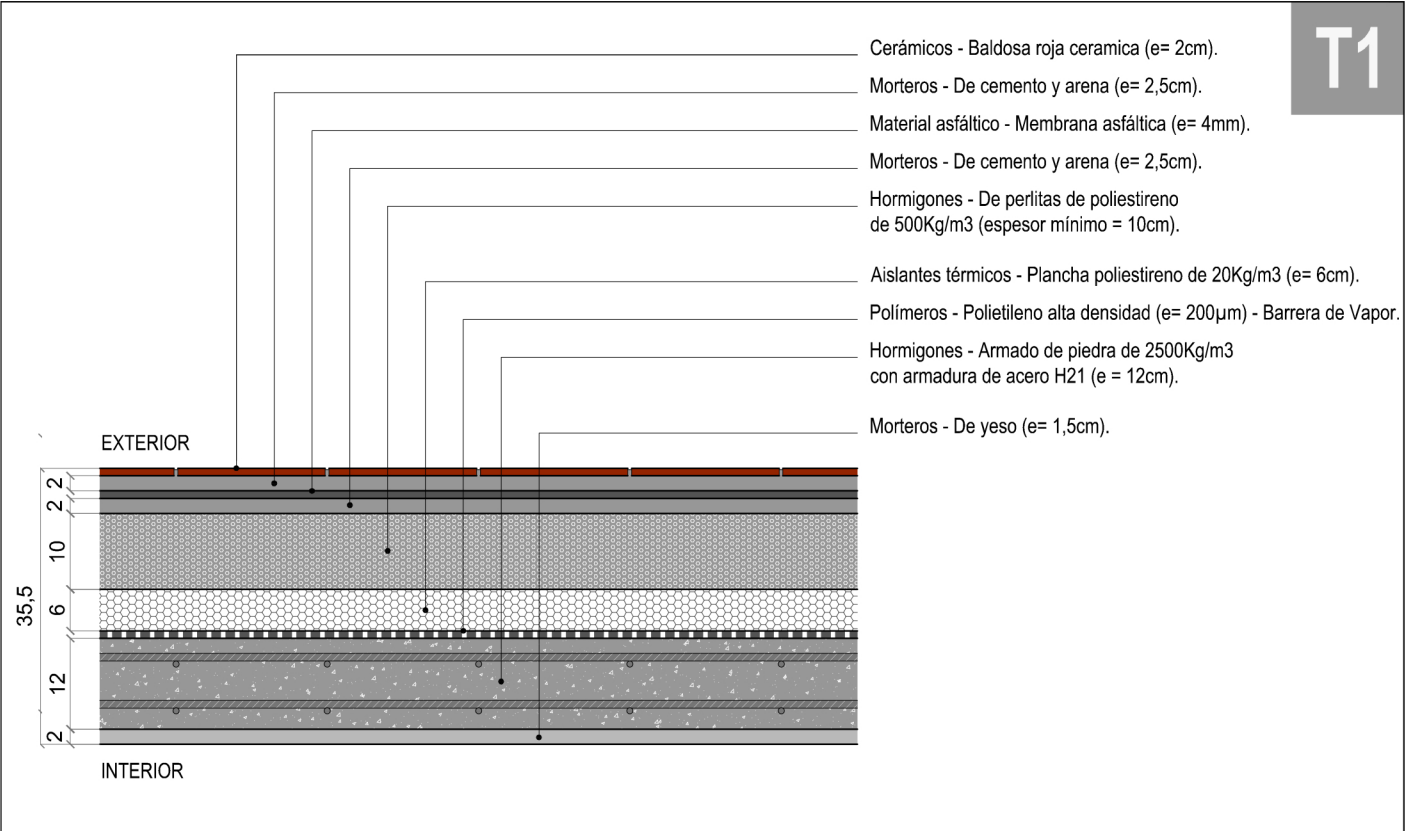 T1
Cerámicos - Baldosa roja ceramica (e= 2cm).
Morteros - De cemento y arena (e= 2,5cm).
Material asfáltico - Membrana asfáltica (e= 4mm).
Morteros - De cemento y arena (e= 2,5cm).
Hormigones - De perlitas de poliestireno
de 500Kg/m3 (espesor mínimo = 10cm).
Aislantes térmicos - Plancha poliestireno de 20Kg/m3 (e= 6cm).
Polímeros - Polietileno alta densidad (e= 200µm) - Barrera de Vapor.
Hormigones - Armado de piedra de 2500Kg/m3
con armadura de acero H21 (e = 12cm).
Morteros - De yeso (e= 1,5cm).
EXTERIOR
2
2
10
6
12
2
35,5
INTERIOR